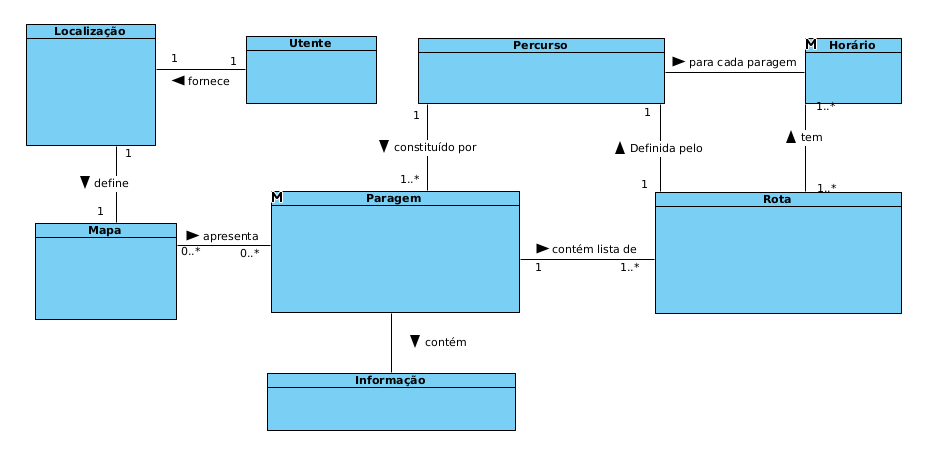 Localização
Utente
Percurso
M
Horário
1
1
fornece
para cada paragem
1
1
1..*
1
constituído por
Definida pelo
tem
define
1..*
1
1..*
1
M
Paragem
Rota
Mapa
apresenta
0..*
0..*
contém lista de
1
1..*
contém
Informação